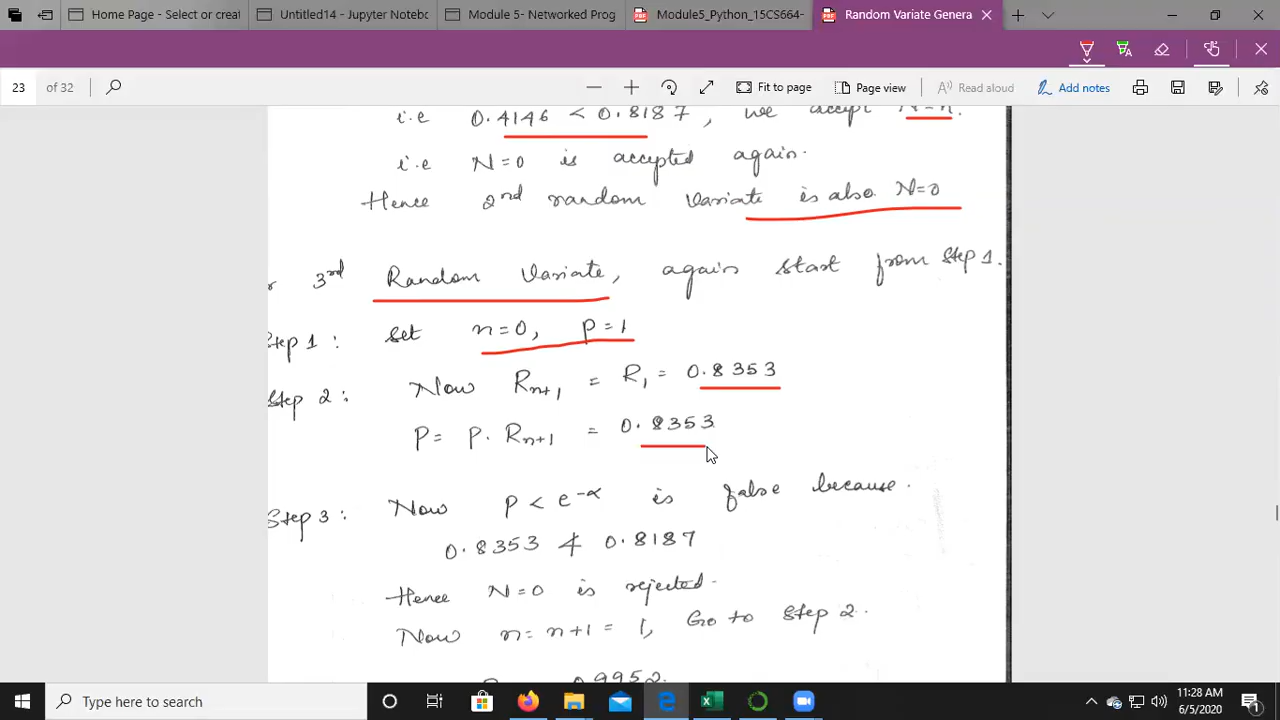 Home Page - Select or creat
Untitled14 - Jupyter Noteb
Module 5- Networked Prog
Module5_Python_15CS664-
Random Variate Genera
23 of 32
Fit to page
Page view
Read aloud
Add notes
i.e 0.4146 < 0.8187, we accept N=n.
i.e N=0 is accepted again.
Hence 2nd random variate is also N=0
r 3rd Random Variate, again start from step 1.
Step 1: set n=0, P=1
Step 2: Now Rn+1 = R1 = 0.8353
P= P. Rn+1 = 0.8353
Step 3: Now P < e-α is false because.
0.8353 ≮ 0.8187
Hence N=0 is rejected.
Now n= n+1 = 1, Go to step 2.
0.9952.
Type here to search
11:28 AM
6/5/2020
1